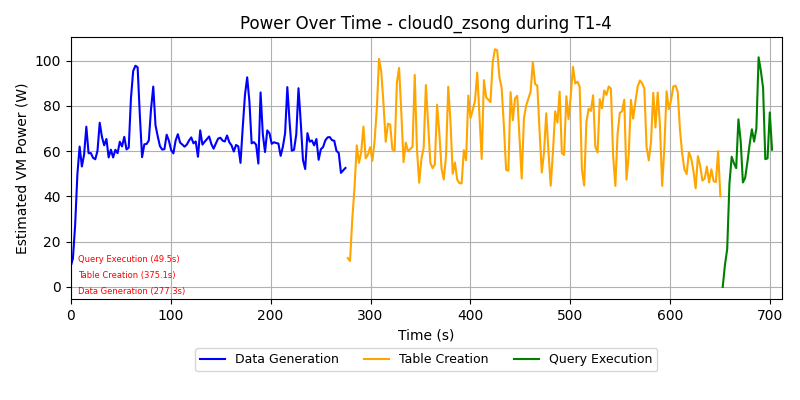 Power Over Time - cloud0_zsong during T1-4
Estimated VM Power (W)
100
80
60
40
20
0
Query Execution (49.5s)
Table Creation (375.1s)
Data Generation (277.3s)
0 100 200 300 400 500 600 700
Time (s)
Data Generation Table Creation Query Execution